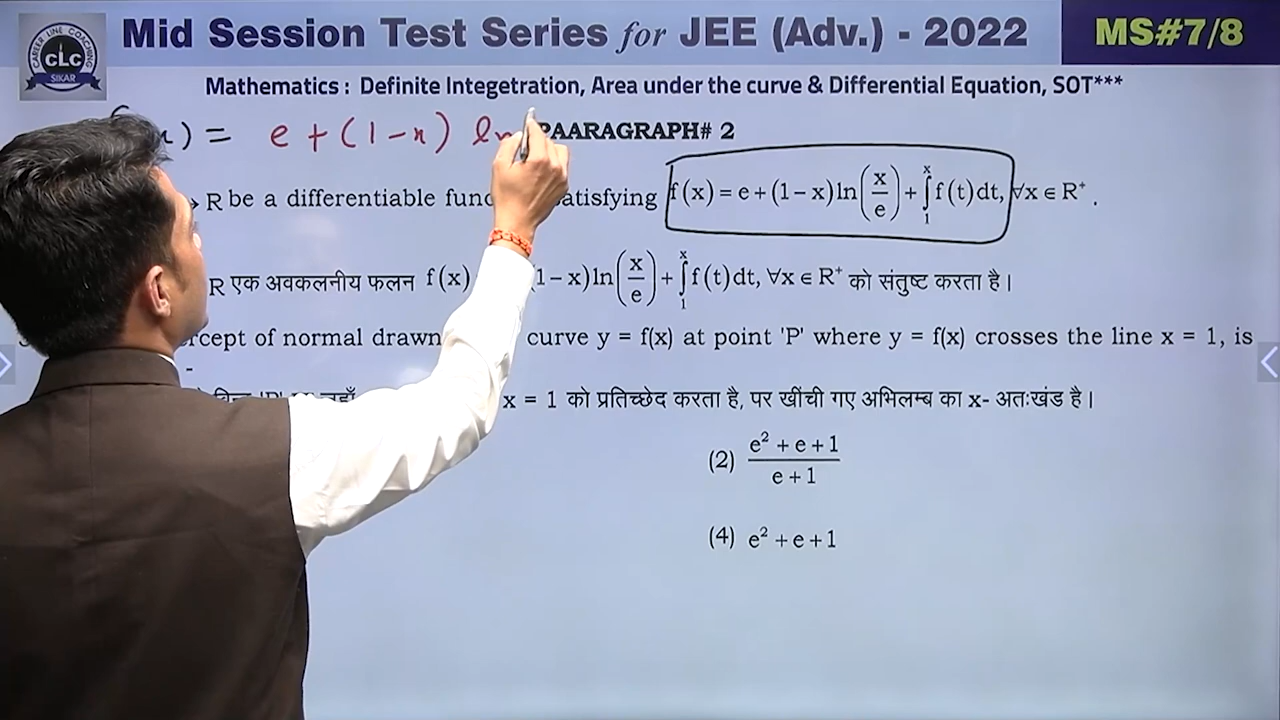 CAREER LINE COACHING
CLC
SIKAR
Mid Session Test Series for JEE (Adv.) - 2022
MS#7/8
Mathematics : Definite Integetration, Area under the curve & Differential Equation, SOT***
) = e + (1-x) ln
PAARAGRAPH# 2
R be a differentiable satisfying f(x) = e + (1 − x)ln(x/e) + ∫₁ˣ f(t)dt, ∀x ∈ R⁺ .
R एक अवकलनीय फलन f(x) 1−x)ln(x/e) + ∫₁ˣ f(t)dt, ∀x ∈ R⁺ को संतुष्ट करता है।
of normal drawn curve y = f(x) at point 'P' where y = f(x) crosses the line x = 1, is
-
x = 1 को प्रतिच्छेद करता है, पर खींची गए अभिलम्ब का x- अतःखंड है।
(2) (e² + e + 1)/(e + 1)
(4) e² + e + 1